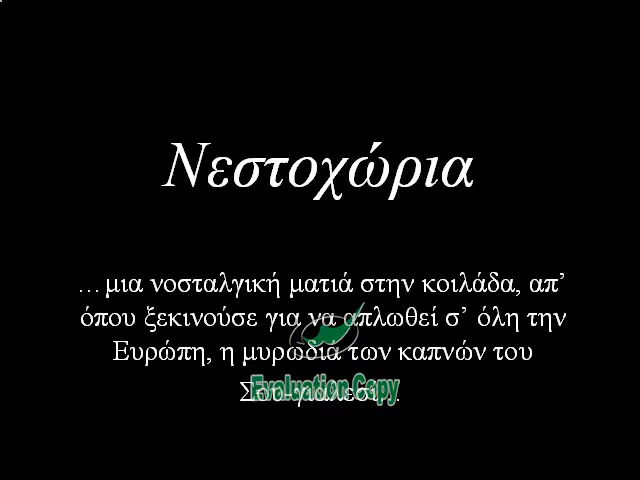 Νεστοχώρια
…μια νοσταλγική ματιά στην κοιλάδα, απ’
όπου ξεκινούσε για να απλωθεί σ’ όλη την
Ευρώπη, η μυρωδιά των καπνών του
Evaluation Copy